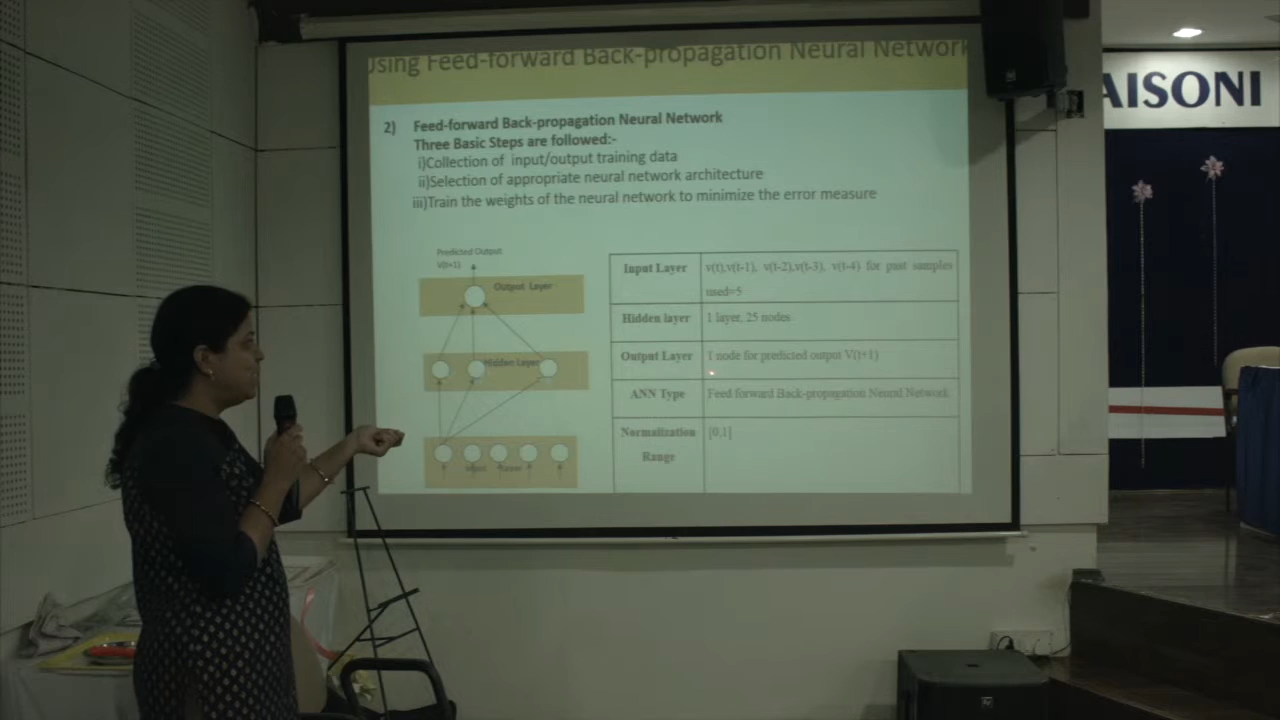 Using Feed-forward Back-propagation Neural Network
AISONI
2) Feed-forward Back-propagation Neural Network
Three Basic Steps are followed:-
i)Collection of input/output training data
ii)Selection of appropriate neural network architecture
iii)Train the weights of the neural network to minimize the error measure
Predicted Output
V(t+1)
Output Layer
Hidden Layer
Input Layer
Input Layer v(t),v(t-1), v(t-2),v(t-3), v(t-4) for past samples
used=5
Hidden layer 1 layer, 25 nodes
Output Layer 1 node for predicted output V(t+1)
ANN Type Feed forward Back-propagation Neural Network
Normalization [0,1]
Range